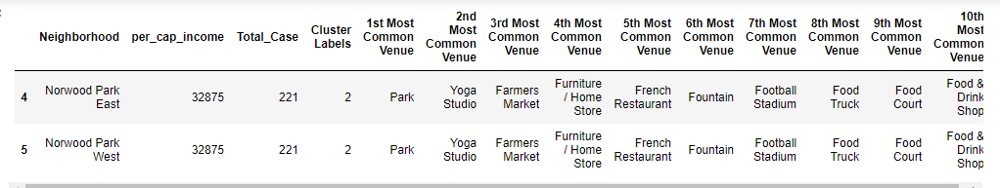 Neighborhood per_cap_income Total_Case Cluster Labels 1st Most Common Venue 2nd Most Common Venue 3rd Most Common Venue 4th Most Common Venue 5th Most Common Venue 6th Most Common Venue 7th Most Common Venue 8th Most Common Venue 9th Most Common Venue 10th Most Common Venue
4 Norwood Park East 32875 221 2 Park Yoga Studio Farmers Market Furniture / Home Store French Restaurant Fountain Football Stadium Food Truck Food Court Food & Drink Shop
5 Norwood Park West 32875 221 2 Park Yoga Studio Farmers Market Furniture / Home Store French Restaurant Fountain Football Stadium Food Truck Food Court Food & Drink Shop